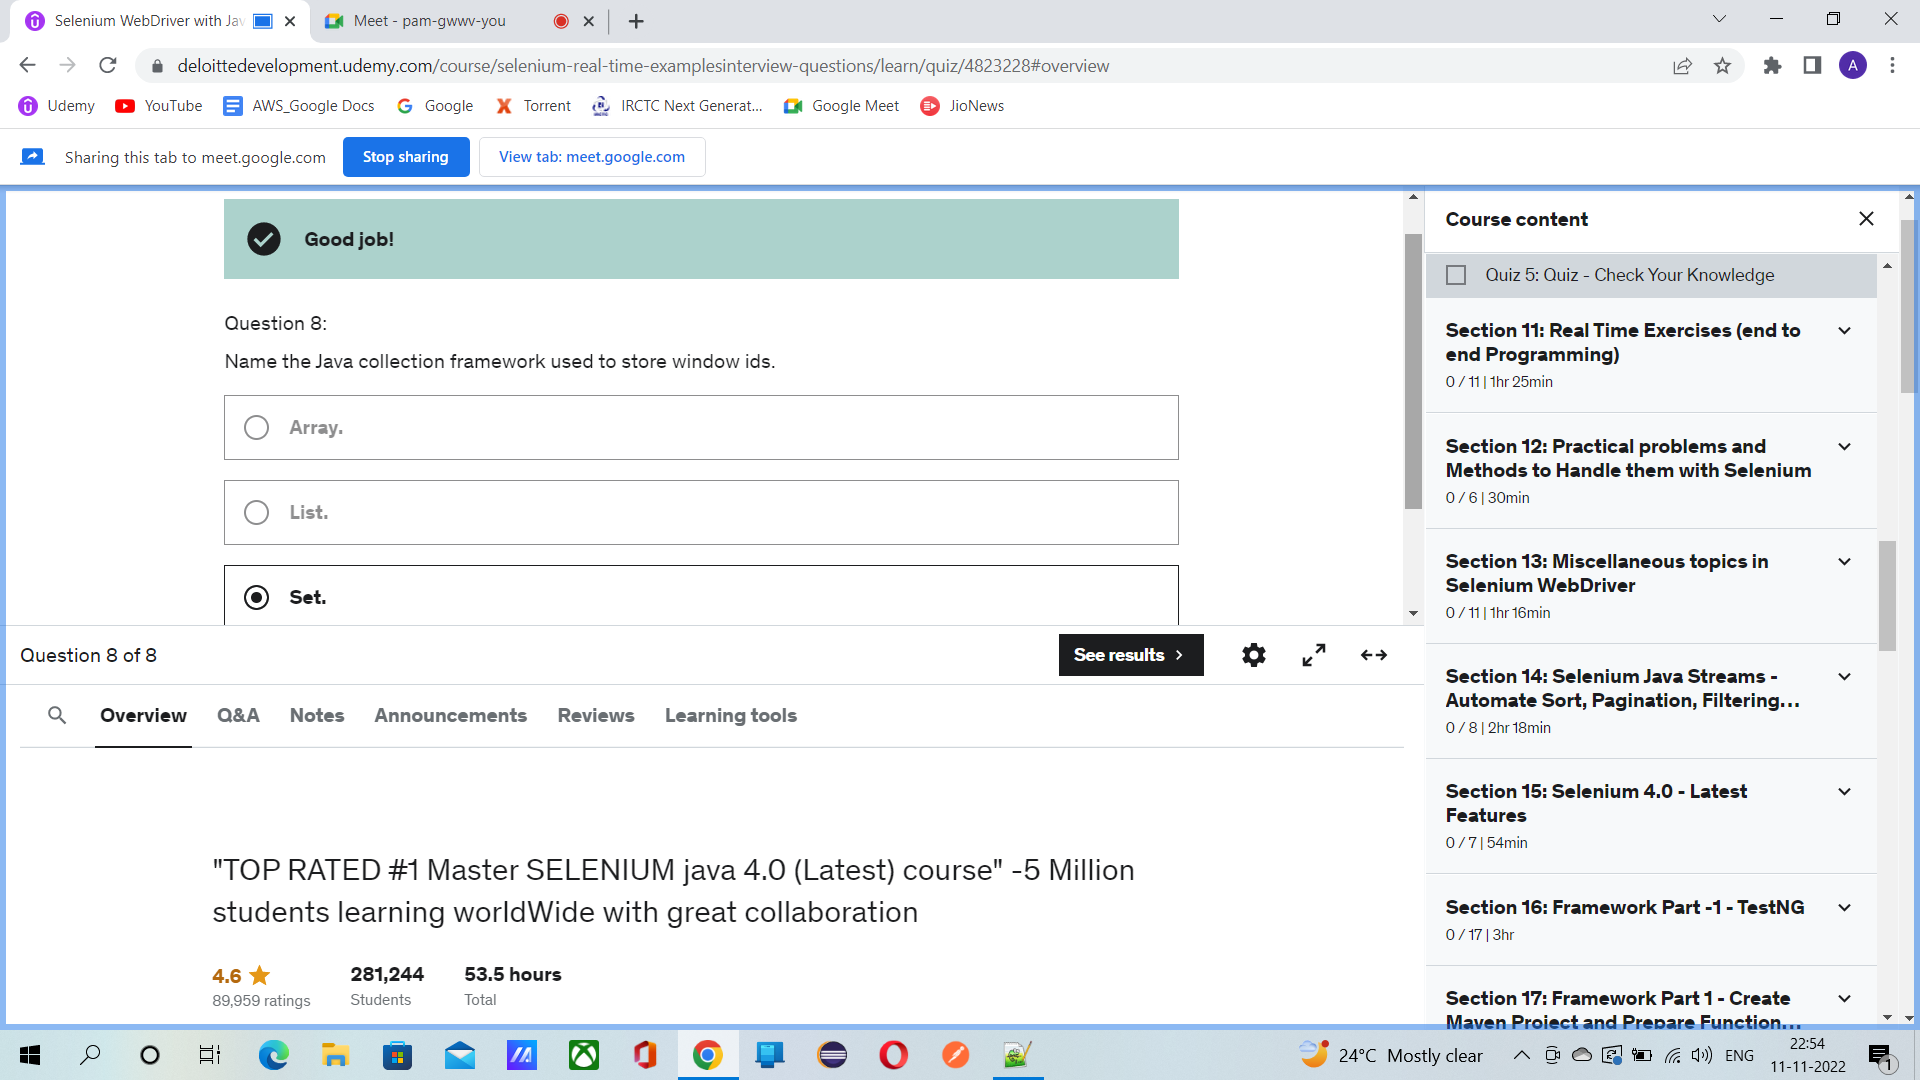 Selenium WebDriver with Jav
Meet - pam-gwwv-you
deloittedevelopment.udemy.com/course/selenium-real-time-examplesinterview-questions/learn/quiz/4823228#overview
A
Udemy
YouTube
AWS_Google Docs
Google
Torrent
IRCTC Next Generat...
Google Meet
JioNews
Sharing this tab to meet.google.com
Stop sharing
View tab: meet.google.com
Good job!
Question 8:
Name the Java collection framework used to store window ids.
Array.
List.
Set.
Question 8 of 8
See results
Overview
Q&A
Notes
Announcements
Reviews
Learning tools
"TOP RATED #1 Master SELENIUM java 4.0 (Latest) course" -5 Million
students learning worldWide with great collaboration
4.6
281,244
53.5 hours
89,959 ratings
Students
Total
Course content
Quiz 5: Quiz - Check Your Knowledge
Section 11: Real Time Exercises (end to
end Programming)
0 / 11 | 1hr 25min
Section 12: Practical problems and
Methods to Handle them with Selenium
0 / 6 | 30min
Section 13: Miscellaneous topics in
Selenium WebDriver
0 / 11 | 1hr 16min
Section 14: Selenium Java Streams -
Automate Sort, Pagination, Filtering...
0 / 8 | 2hr 18min
Section 15: Selenium 4.0 - Latest
Features
0 / 7 | 54min
Section 16: Framework Part -1 - TestNG
0 / 17 | 3hr
Section 17: Framework Part 1 - Create
Maven Project and Prepare Function...
24°C Mostly clear
ENG
22:54
11-11-2022
1